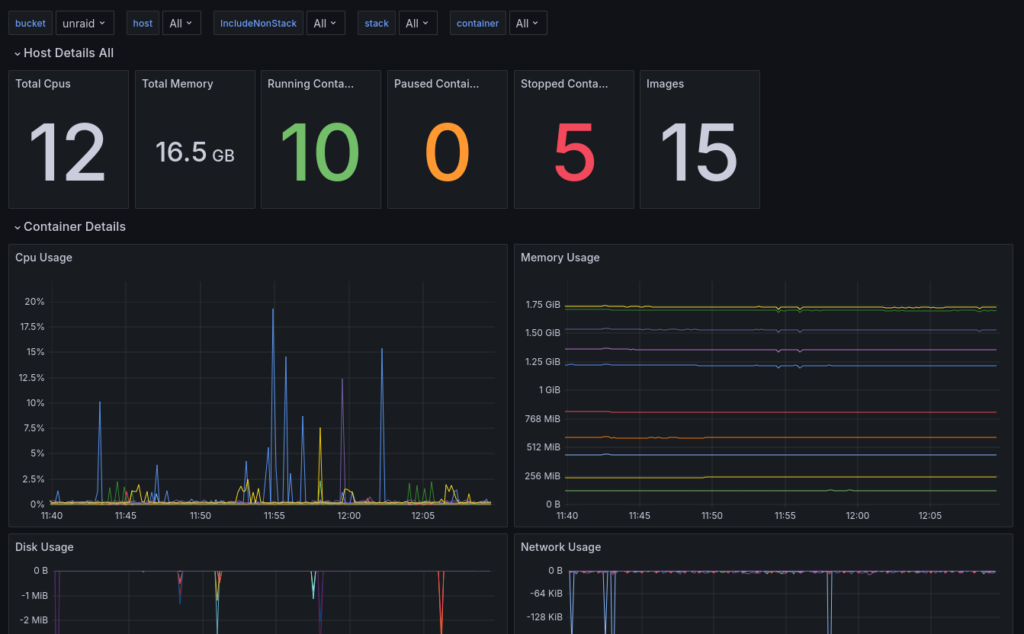 bucket unraid host All IncludeNonStack All stack All container All
Host Details All
Total Cpus Total Memory Running Conta... Paused Contai... Stopped Conta... Images
12 16.5 GB 10 0 5 15
Container Details
Cpu Usage
20%
17.5%
15%
12.5%
10%
7.5%
5%
2.5%
0%
11:40 11:45 11:50 11:55 12:00 12:05
Memory Usage
1.75 GiB
1.50 GiB
1.25 GiB
1 GiB
768 MiB
512 MiB
256 MiB
0 B
11:40 11:45 11:50 11:55 12:00 12:05
Disk Usage
0 B
-1 MiB
-2 MiB
Network Usage
0 B
-64 KiB
-128 KiB